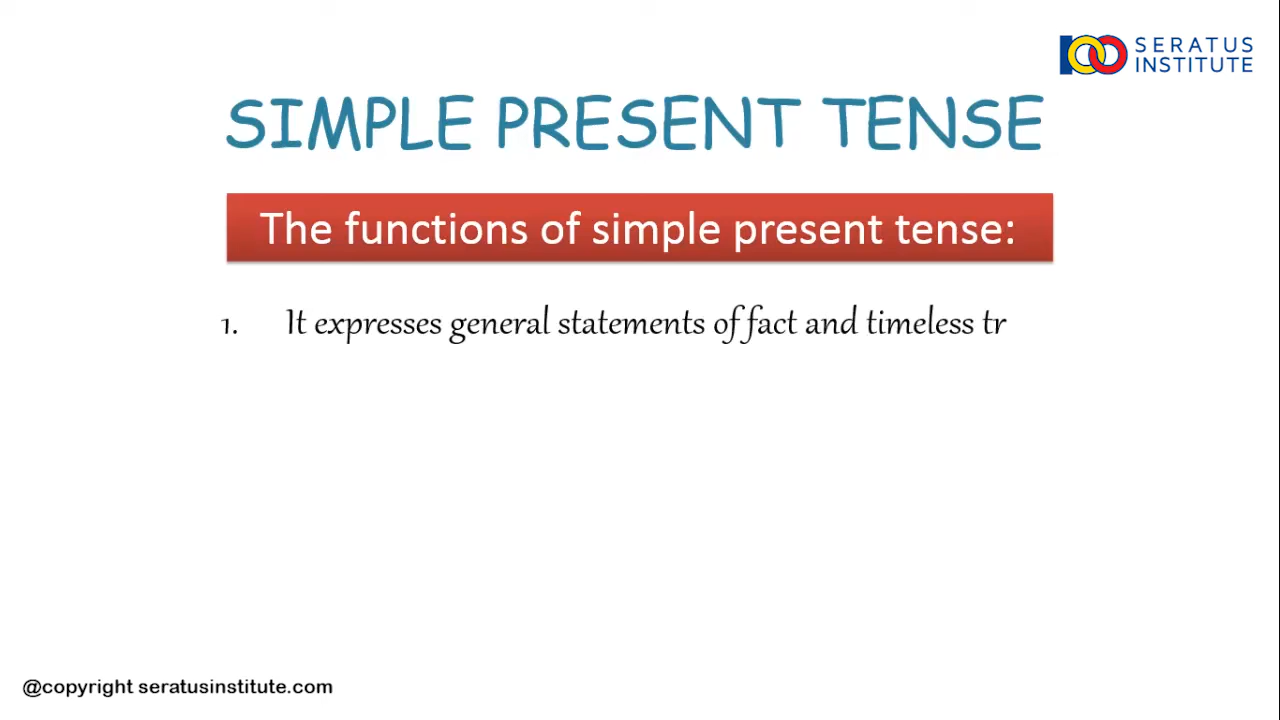 SERATUS
INSTITUTE
SIMPLE PRESENT TENSE
The functions of simple present tense:
1. It expresses general statements of fact and timeless tr
@copyright seratusinstitute.com